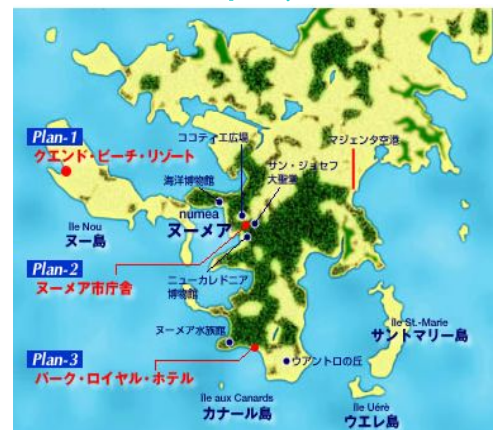 Plan-1
クエンド・ビーチ・リゾート
ココティエ広場
マジェンタ空港
海洋博物館
サン・ジョセフ
大聖堂
numea
ヌーメア
île Nou
ヌー島
Plan-2
ヌーメア市庁舎
ニューカレドニア
博物館
ヌーメア水族館
île St.-Marie
サントマリー島
Plan-3
パーク・ロイヤル・ホテル
ウアントロの丘
île aux Canards
カナール島
île Uéré
ウエレ島